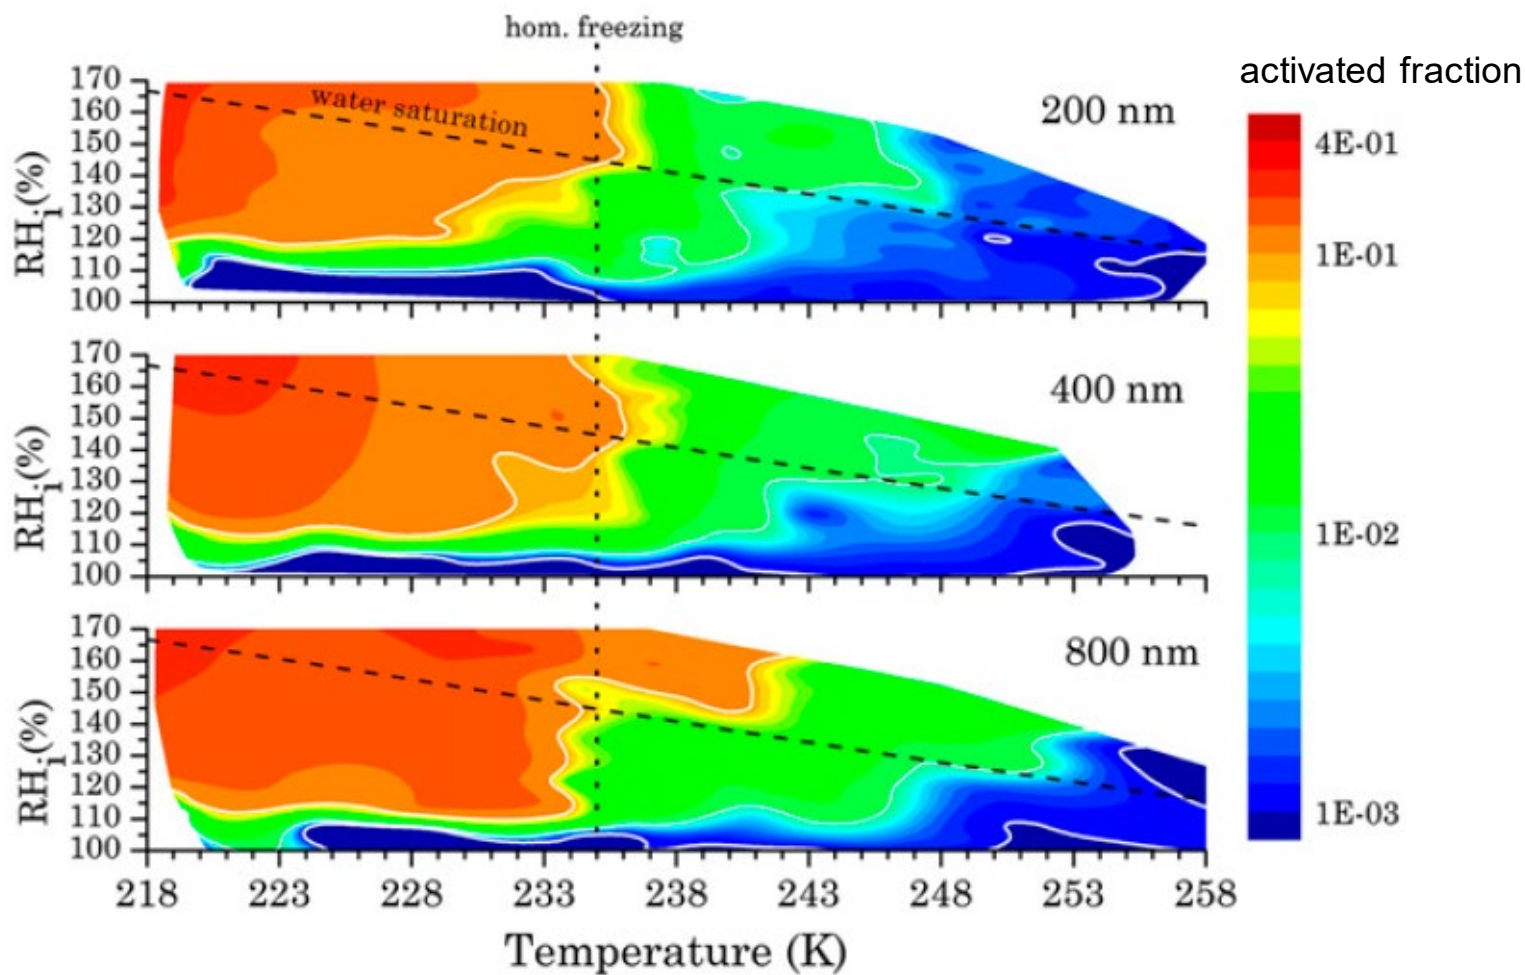 hom. freezing
activated fraction
170
160
150
140
130
120
110
100
RHi(%)
water saturation
200 nm
170
160
150
140
130
120
110
100
RHi(%)
400 nm
170
160
150
140
130
120
110
100
RHi(%)
800 nm
218 223 228 233 238 243 248 253 258
Temperature (K)
4E-01
1E-01
1E-02
1E-03